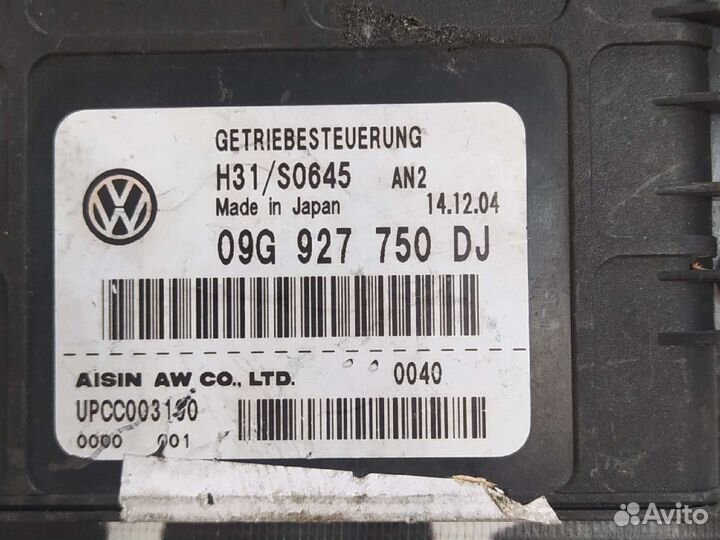 GETRIEBESTEUERUNG
H31/S0645 AN2
Made in Japan 14.12.04
09G 927 750 DJ
AISIN AW CO., LTD. 0040
0000 001
Avito